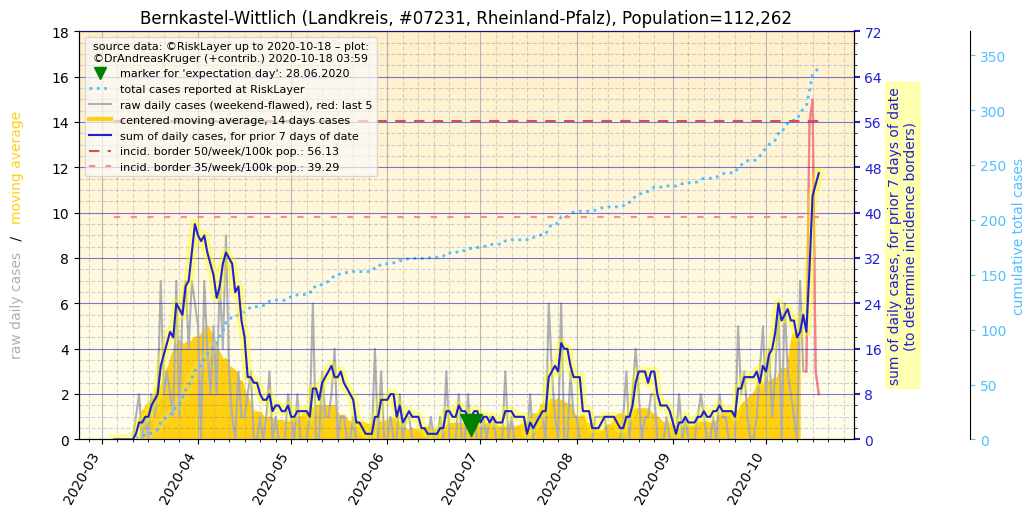 Bernkastel-Wittlich (Landkreis, #07231, Rheinland-Pfalz), Population=112,262
source data: ©RiskLayer up to 2020-10-18 – plot:
©DrAndreasKruger (+contrib.) 2020-10-18 03:59
marker for 'expectation day': 28.06.2020
total cases reported at RiskLayer
raw daily cases (weekend-flawed), red: last 5
centered moving average, 14 days cases
sum of daily cases, for prior 7 days of date
incid. border 50/week/100k pop.: 56.13
incid. border 35/week/100k pop.: 39.29
raw daily cases / moving average
18
16
14
12
10
8
6
4
2
0
2020-03
2020-04
2020-05
2020-06
2020-07
2020-08
2020-09
2020-10
72
64
56
48
40
32
24
16
8
0
sum of daily cases, for prior 7 days of date
(to determine incidence borders)
350
300
250
200
150
100
50
0
cumulative total cases